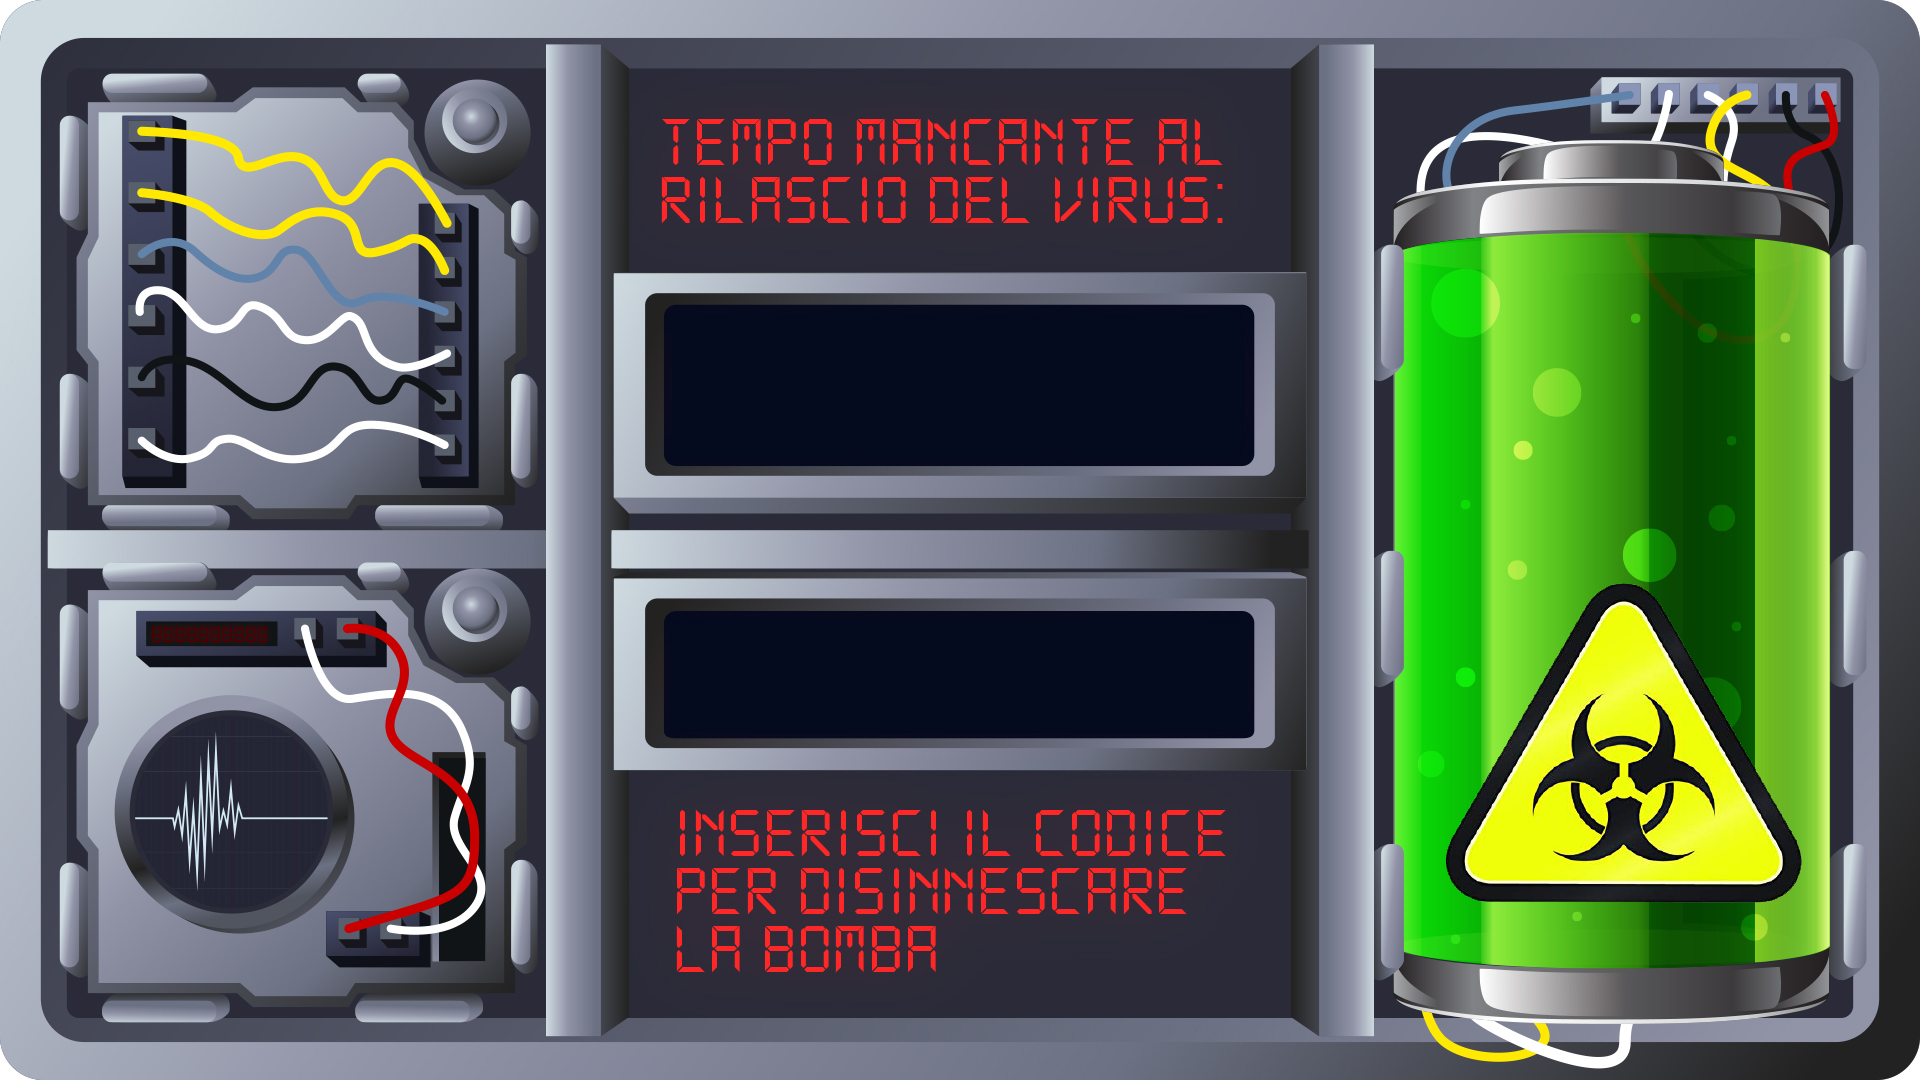 TEMPO MANCANTE AL
RILASCIO DEL VIRUS:
INSERISCI IL CODICE
PER DISINNESCARE
LA BOMBA